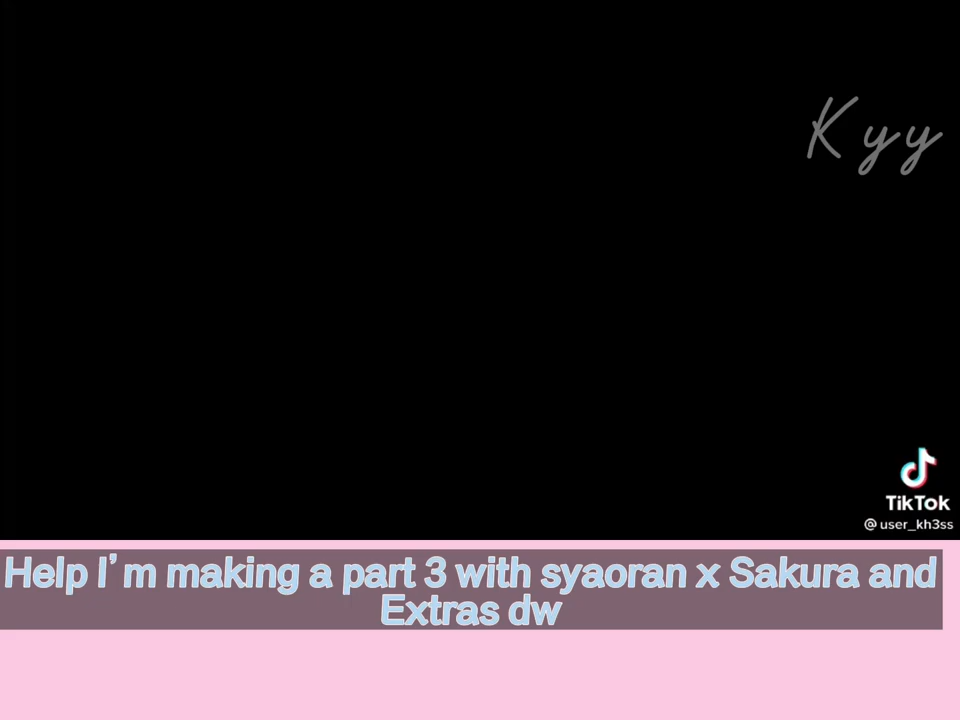 Kyy
TikTok
@user_kh3ss
Help I'm making a part 3 with syaoran x Sakura and
Extras dw